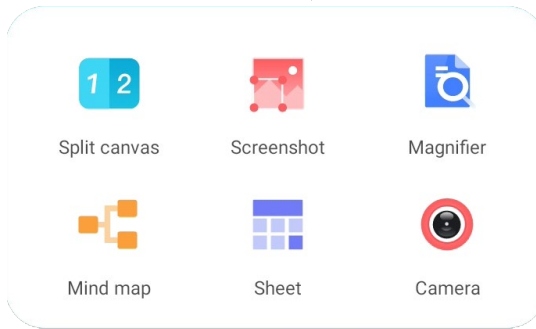 1 2
Split canvas
Screenshot
Magnifier
Mind map
Sheet
Camera